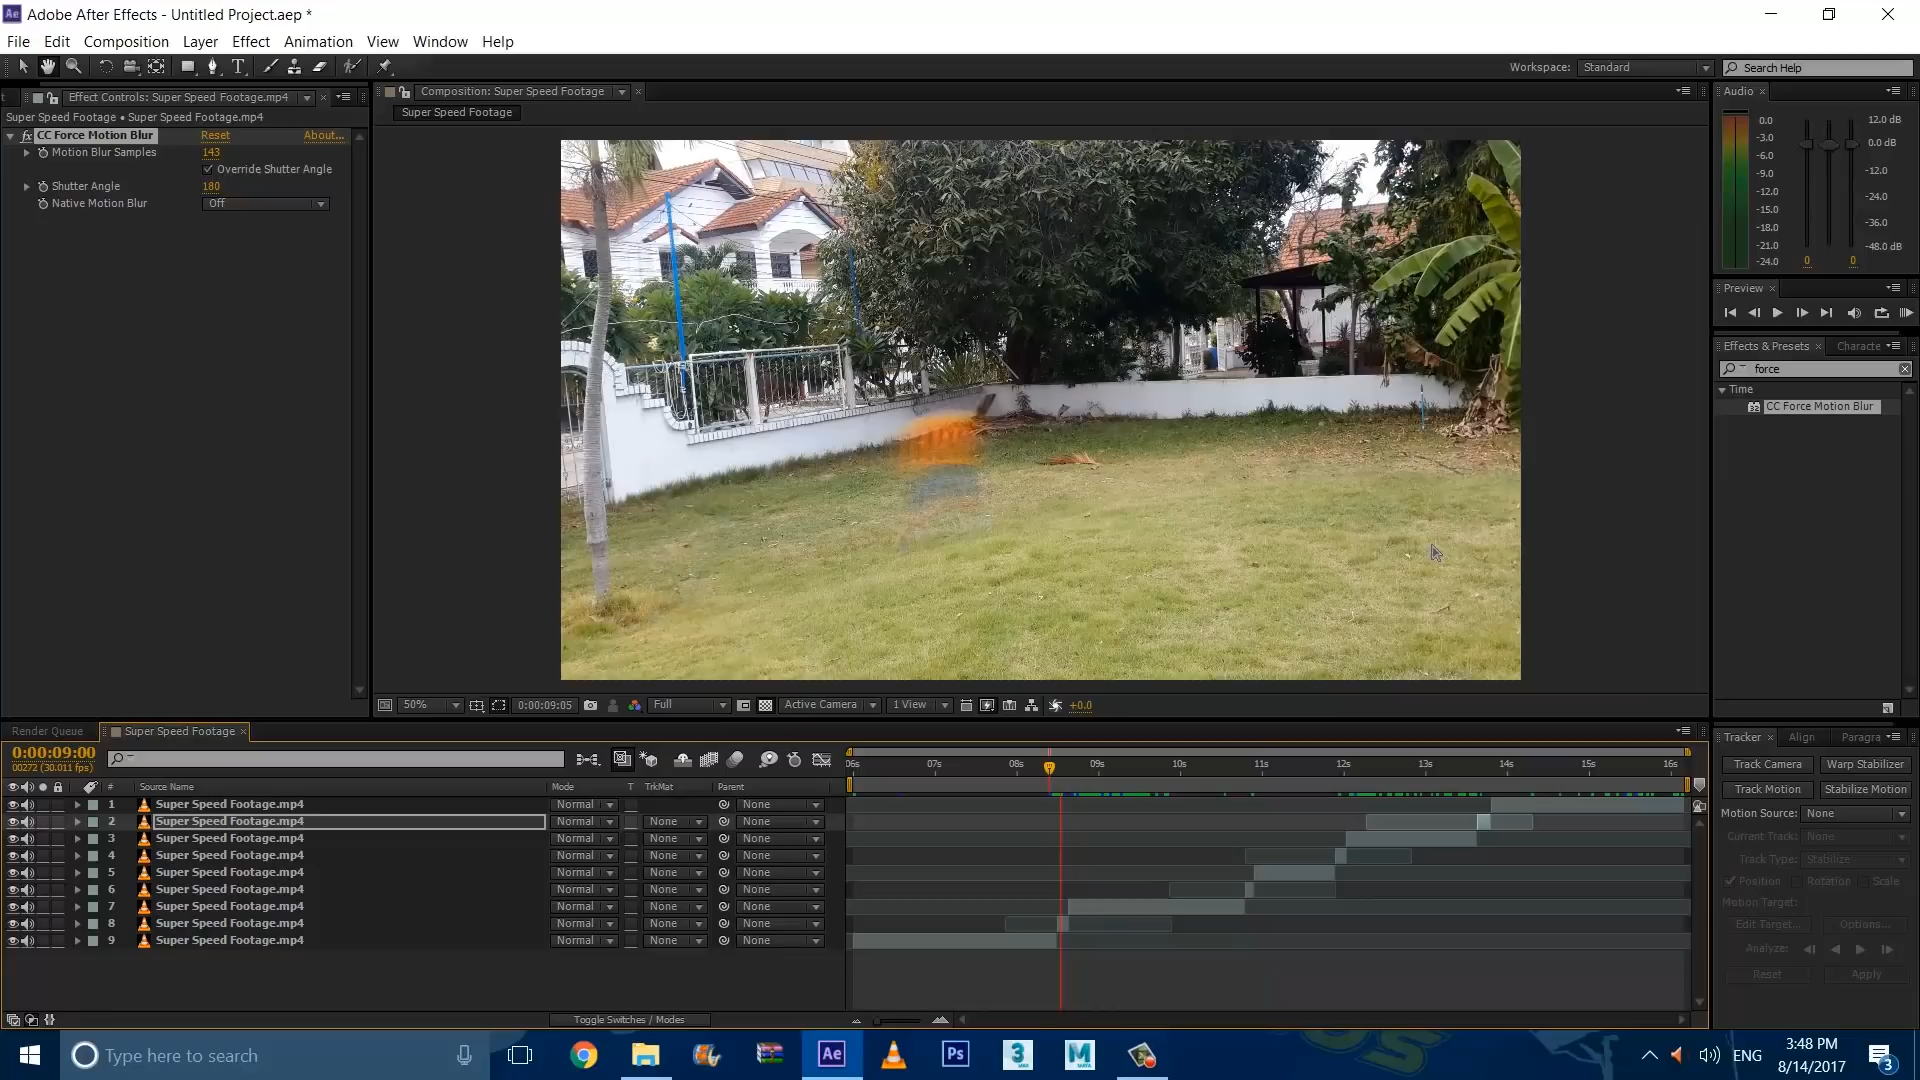 Ae Adobe After Effects - Untitled Project.aep *
File Edit Composition Layer Effect Animation View Window Help
Workspace: Standard Search Help
Effect Controls: Super Speed Footage.mp4
Super Speed Footage • Super Speed Footage.mp4
fx CC Force Motion Blur Reset About...
Motion Blur Samples 143
Override Shutter Angle
Shutter Angle 180
Native Motion Blur Off
Composition: Super Speed Footage
Super Speed Footage
50% 0:00:09:05 Full Active Camera 1 View +0.0
Audio
0.0
-3.0
-6.0
-9.0
-12.0
-15.0
-18.0
-21.0
-24.0
12.0 dB
0.0 dB
-12.0
-24.0
-36.0
-48.0 dB
0 0
Preview
Effects & Presets Characte
force
Time
32 CC Force Motion Blur
Render Queue Super Speed Footage
0:00:09:00
00272 (30.011 fps)
# Source Name Mode T TrkMat Parent
06s 07s 08s 09s 10s 11s 12s 13s 14s 15s 16s
1 Super Speed Footage.mp4 Normal None
2 Super Speed Footage.mp4 Normal None None
3 Super Speed Footage.mp4 Normal None None
4 Super Speed Footage.mp4 Normal None None
5 Super Speed Footage.mp4 Normal None None
6 Super Speed Footage.mp4 Normal None None
7 Super Speed Footage.mp4 Normal None None
8 Super Speed Footage.mp4 Normal None None
9 Super Speed Footage.mp4 Normal None None
Toggle Switches / Modes
Tracker Align Paragra
Track Camera Warp Stabilizer
Track Motion Stabilize Motion
Motion Source: None
Current Track: None
Track Type: Stabilize
Position Rotation Scale
Motion Target:
Edit Target... Options...
Analyze:
Reset Apply
Type here to search
Ae Ps 3 M
ENG
3:48 PM
8/14/2017
3